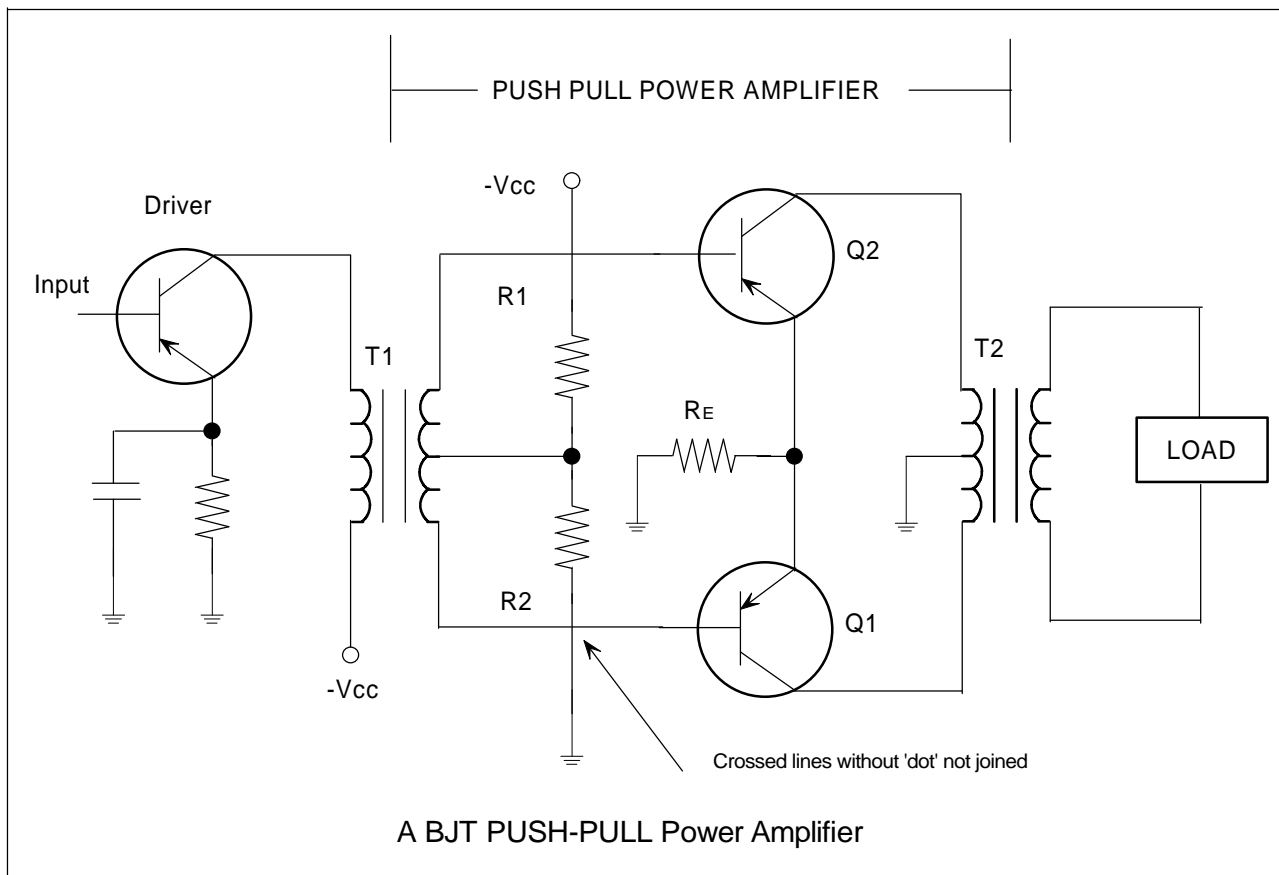 PUSH PULL POWER AMPLIFIER
-Vcc
Driver
Q2
Input
R1
T1
T2
RE
LOAD
R2
Q1
-Vcc
Crossed lines without 'dot' not joined
A BJT PUSH-PULL Power Amplifier